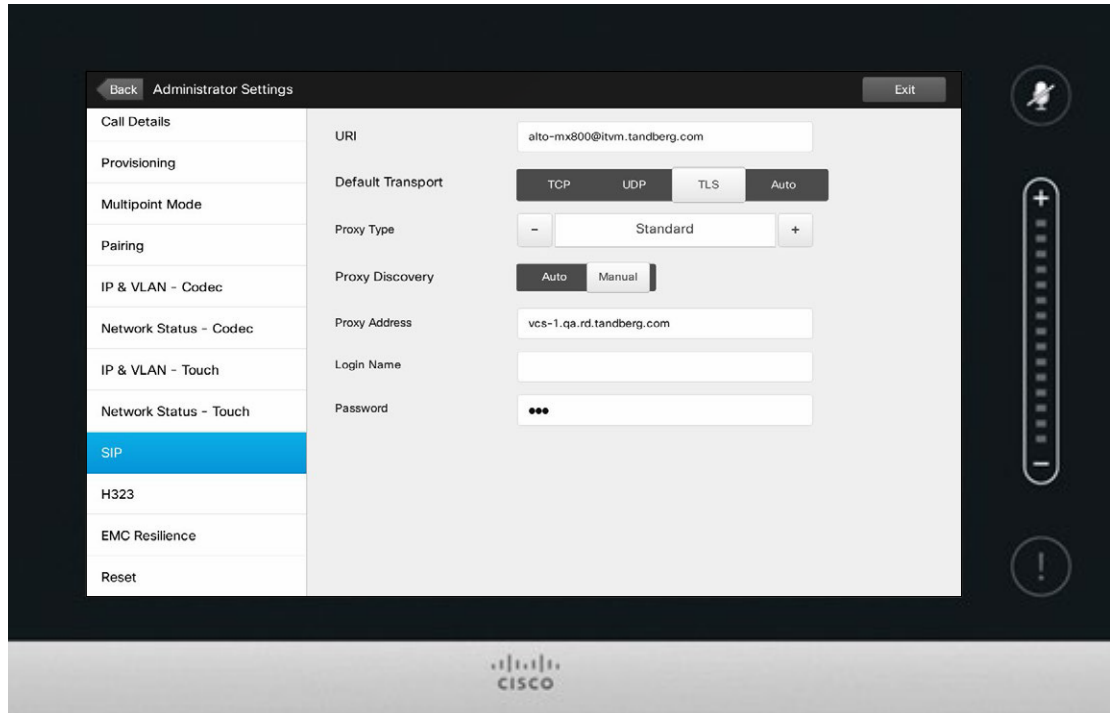 Back Administrator Settings Exit
Call Details
Provisioning
Multipoint Mode
Pairing
IP & VLAN - Codec
Network Status - Codec
IP & VLAN - Touch
Network Status - Touch
SIP
H323
EMC Resilience
Reset
URI alto-mx800@itvm.tandberg.com
Default Transport TCP UDP TLS Auto
Proxy Type - Standard +
Proxy Discovery Auto Manual
Proxy Address vcs-1.qa.rd.tandberg.com
Login Name
Password •••
+
−
!
CISCO